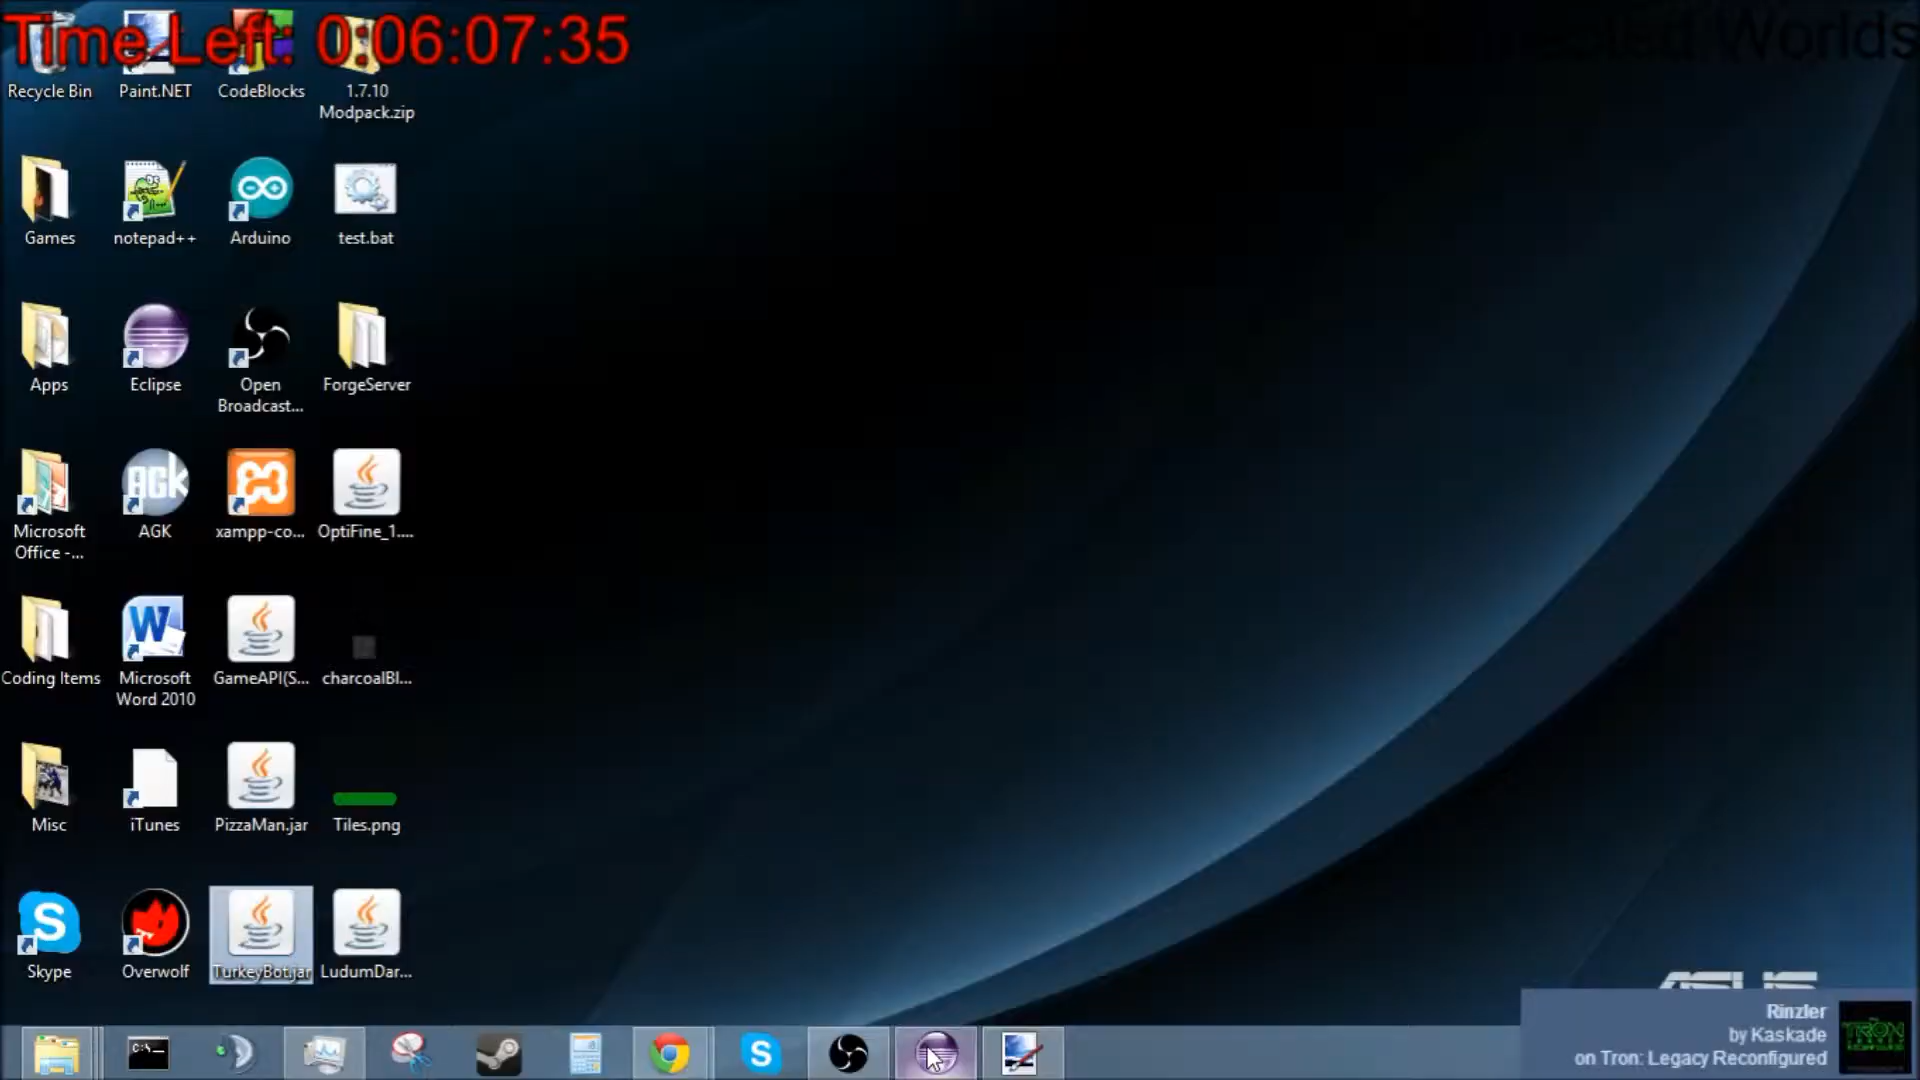 Time Left: 0:06:07:35
Worlds
Recycle Bin
Paint.NET
CodeBlocks
1.7.10
Modpack.zip
Games
notepad++
Arduino
test.bat
Apps
Eclipse
Open
Broadcast...
ForgeServer
Microsoft
Office -...
AGK
xampp-co...
OptiFine_1....
Coding Items
Microsoft
Word 2010
GameAPI(S...
charcoalBl...
Misc
iTunes
PizzaMan.jar
Tiles.png
Skype
Overwolf
TurkeyBot.jar
LudumDar...
ASUS
Rinzler
by Kaskade
on Tron: Legacy Reconfigured
TRON
C:\_